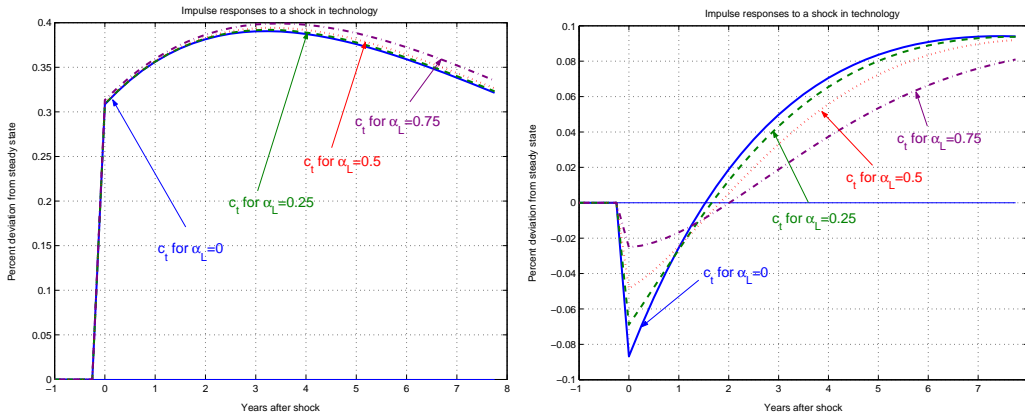 Impulse responses to a shock in technology
Percent deviation from steady state
0.4
0.35
0.3
0.25
0.2
0.15
0.1
0.05
0
c_t for α_L=0.75
c_t for α_L=0.5
c_t for α_L=0.25
c_t for α_L=0
−1 0 1 2 3 4 5 6 7 8
Years after shock
Impulse responses to a shock in technology
Percent deviation from steady state
0.1
0.08
0.06
0.04
0.02
0
−0.02
−0.04
−0.06
−0.08
−0.1
c_t for α_L=0.75
c_t for α_L=0.5
c_t for α_L=0.25
c_t for α_L=0
−1 0 1 2 3 4 5 6 7 8
Years after shock